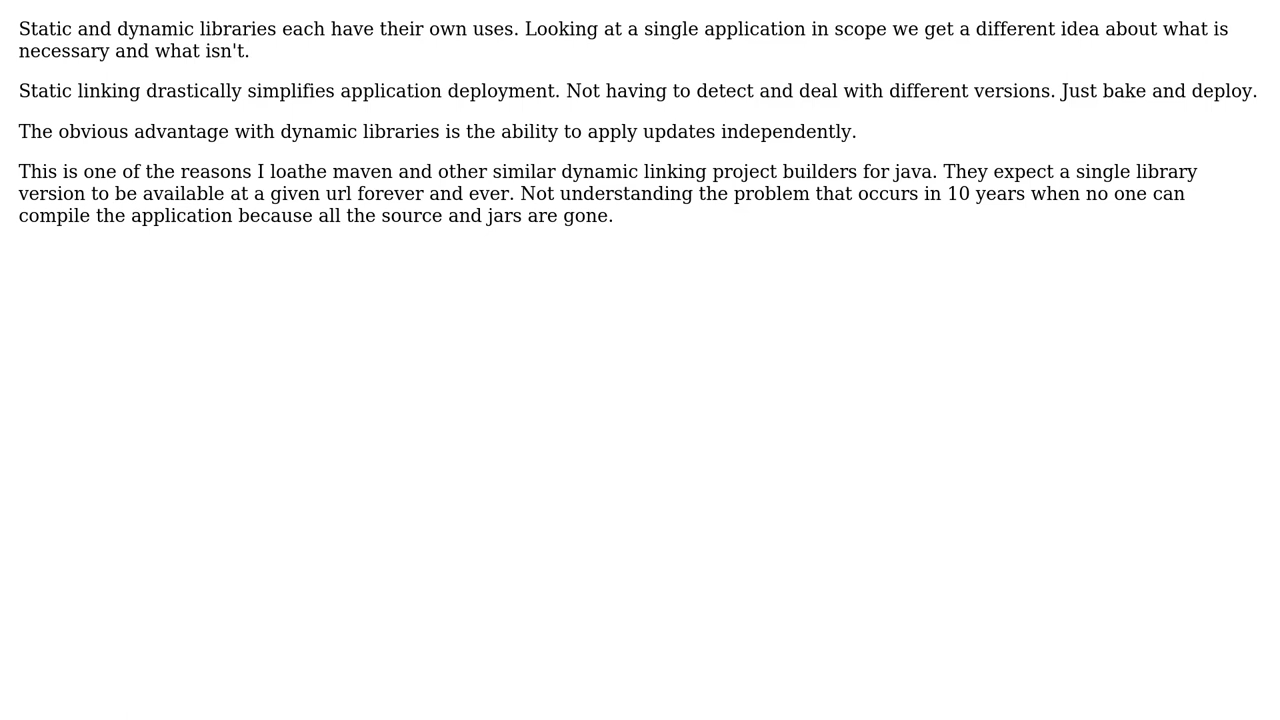 Static and dynamic libraries each have their own uses. Looking at a single application in scope we get a different idea about what is
necessary and what isn't.
Static linking drastically simplifies application deployment. Not having to detect and deal with different versions. Just bake and deploy.
The obvious advantage with dynamic libraries is the ability to apply updates independently.
This is one of the reasons I loathe maven and other similar dynamic linking project builders for java. They expect a single library
version to be available at a given url forever and ever. Not understanding the problem that occurs in 10 years when no one can
compile the application because all the source and jars are gone.